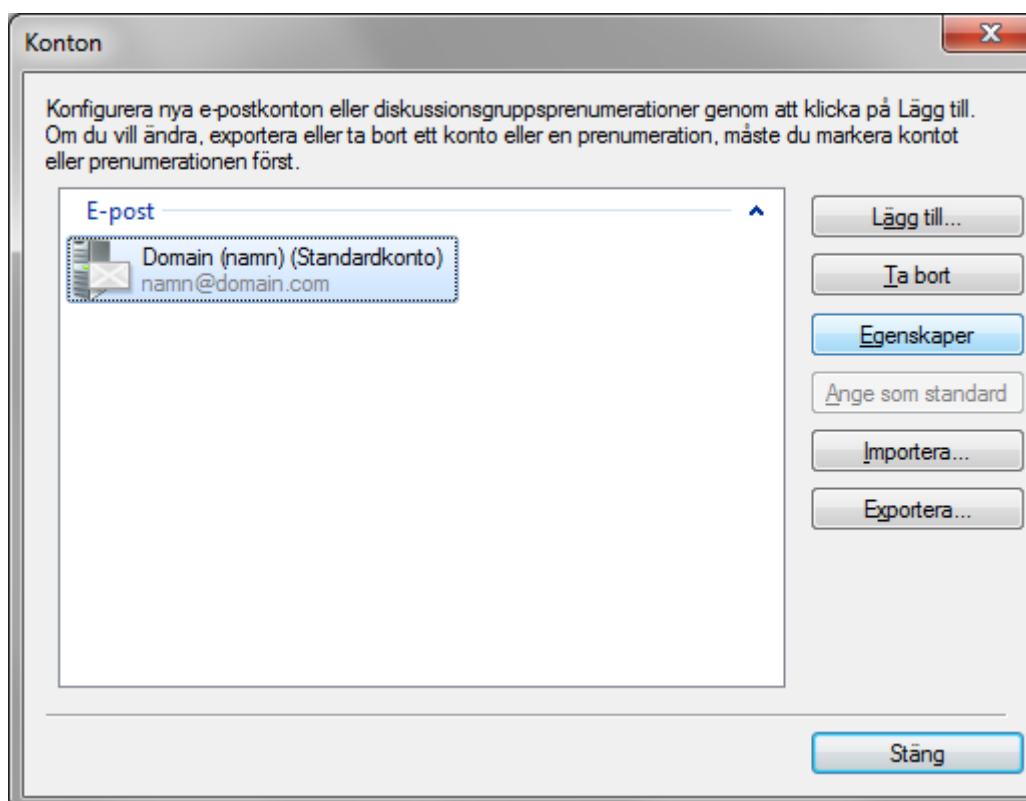 Konton
Konfigurera nya e-postkonton eller diskussionsgruppsprenumerationer genom att klicka på Lägg till.
Om du vill ändra, exportera eller ta bort ett konto eller en prenumeration, måste du markera kontot
eller prenumerationen först.
E-post
Domain (namn) (Standardkonto)
namn@domain.com
Lägg till...
Ta bort
Egenskaper
Ange som standard
Importera...
Exportera...
Stäng